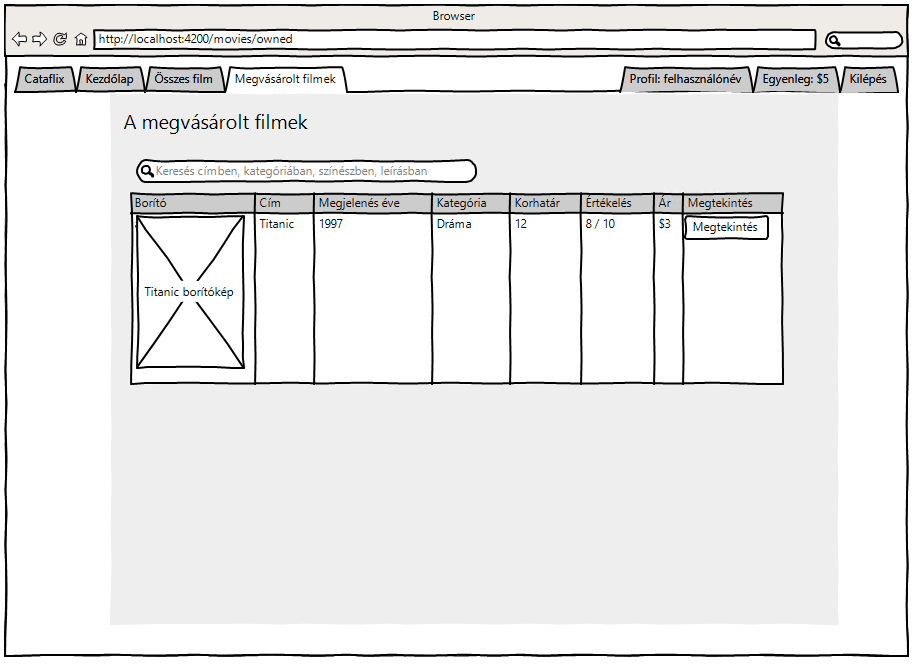 Browser
http://localhost:4200/movies/owned
Cataflix Kezdőlap Összes film Megvásárolt filmek Profil: felhasználónév Egyenleg: $5 Kilépés
A megvásárolt filmek
Keresés címben, kategóriában, színészben, leírásban
Borító Cím Megjelenés éve Kategória Korhatár Értékelés Ár Megtekintés
Titanic 1997 Dráma 12 8 / 10 $3 Megtekintés
Titanic borítókép